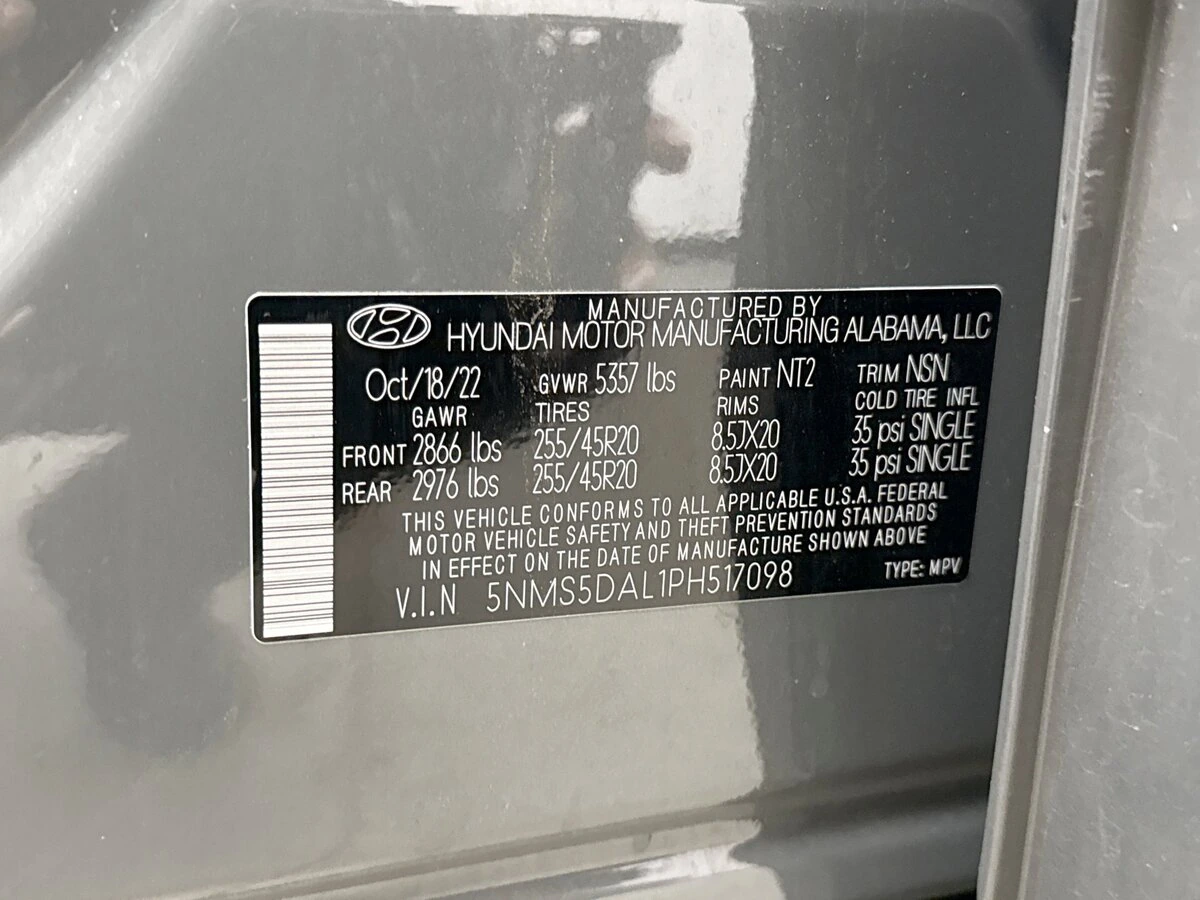 MANUFACTURED BY
HYUNDAI MOTOR MANUFACTURING ALABAMA, LLC
Oct/18/22 GVWR 5357 lbs PAINT NT2 TRIM NSN
GAWR TIRES RIMS COLD TIRE INFL
FRONT 2866 lbs 255/45R20 8.5JX20 35 psi SINGLE
REAR 2976 lbs 255/45R20 8.5JX20 35 psi SINGLE
THIS VEHICLE CONFORMS TO ALL APPLICABLE U.S.A. FEDERAL
MOTOR VEHICLE SAFETY AND THEFT PREVENTION STANDARDS
IN EFFECT ON THE DATE OF MANUFACTURE SHOWN ABOVE
V.I.N 5NMS5DAL1PH517098 TYPE: MPV